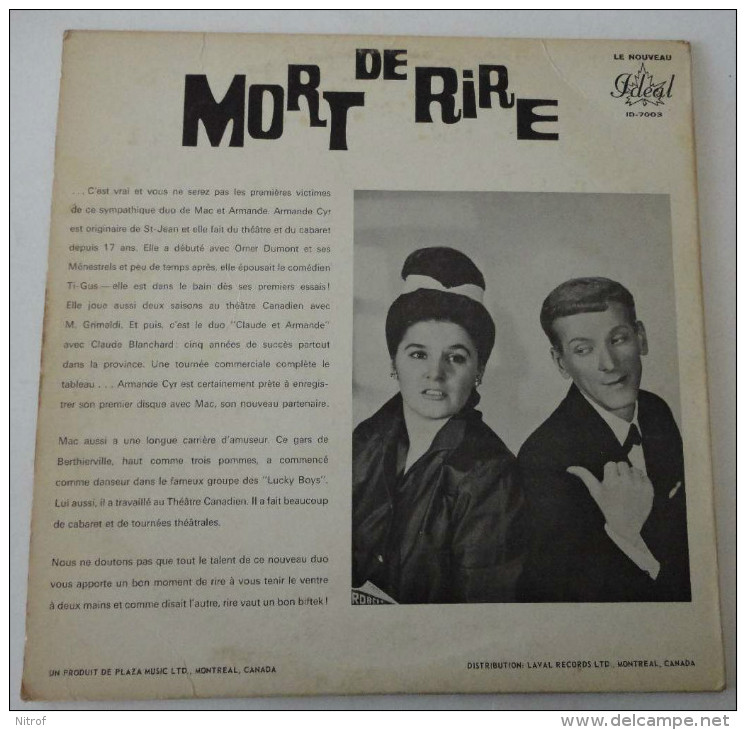 MORT DE RiRE
LE NOUVEAU
Idéal
ID-7003
. . . C'est vrai et vous ne serez pas les premières victimes
de ce sympathique duo de Mac et Armande. Armande Cyr
est originaire de St-Jean et elle fait du théâtre et du cabaret
depuis 17 ans. Elle a débuté avec Omer Dumont et ses
Ménestrels et peu de temps après, elle épousait le comédien
Ti-Gus — elle est dans le bain dès ses premiers essais!
Elle joue aussi deux saisons au théâtre Canadien avec
M. Grimaldi. Et puis, c'est le duo "Claude et Armande"
avec Claude Blanchard: cinq années de succès partout
dans la province. Une tournée commerciale complète le
tableau . . . Armande Cyr est certainement prête à enregis-
trer son premier disque avec Mac, son nouveau partenaire.
Mac aussi a une longue carrière d'amuseur. Ce gars de
Berthierville, haut comme trois pommes, a commencé
comme danseur dans le fameux groupe des "Lucky Boys".
Lui aussi, il a travaillé au Théâtre Canadien. Il a fait beaucoup
de cabaret et de tournées théâtrales.
Nous ne doutons pas que tout le talent de ce nouveau duo
vous apporte un bon moment de rire à vous tenir le ventre
à deux mains et comme disait l'autre, rire vaut un bon biftek!
UN PRODUIT DE PLAZA MUSIC LTD., MONTREAL, CANADA
DISTRIBUTION: LAVAL RECORDS LTD., MONTREAL, CANADA
Nitrof
delcampe.net